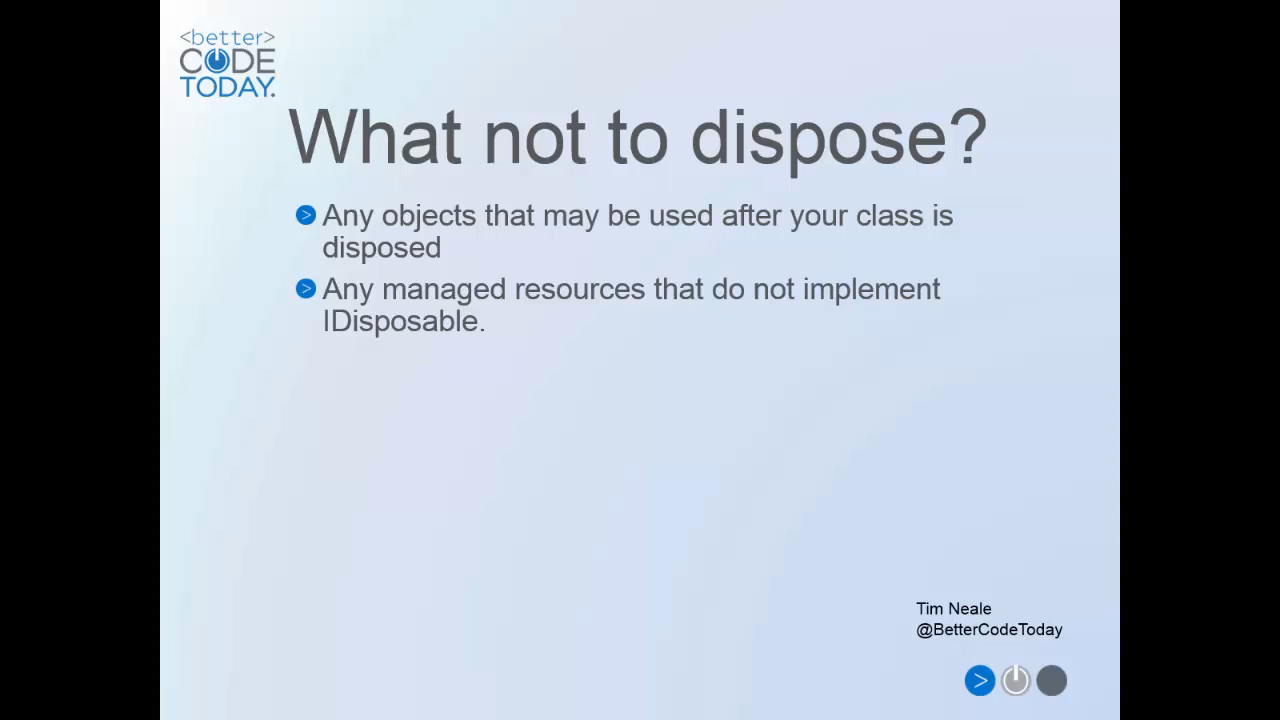 <better>
CODE
TODAY.
What not to dispose?
> Any objects that may be used after your class is
disposed
> Any managed resources that do not implement
IDisposable.
Tim Neale
@BetterCodeToday
>